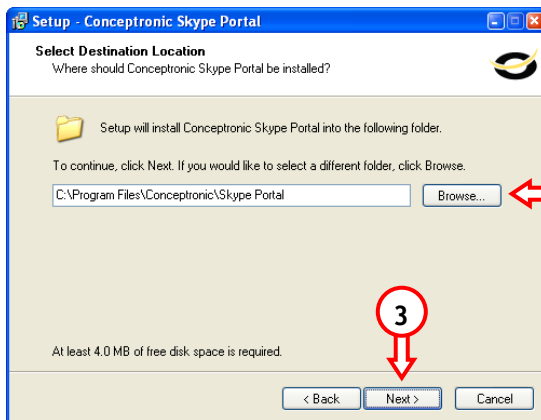 Setup - Conceptronic Skype Portal
Select Destination Location
Where should Conceptronic Skype Portal be installed?
Setup will install Conceptronic Skype Portal into the following folder.
To continue, click Next. If you would like to select a different folder, click Browse.
C:\Program Files\Conceptronic\Skype Portal
Browse...
3
At least 4.0 MB of free disk space is required.
< Back Next > Cancel